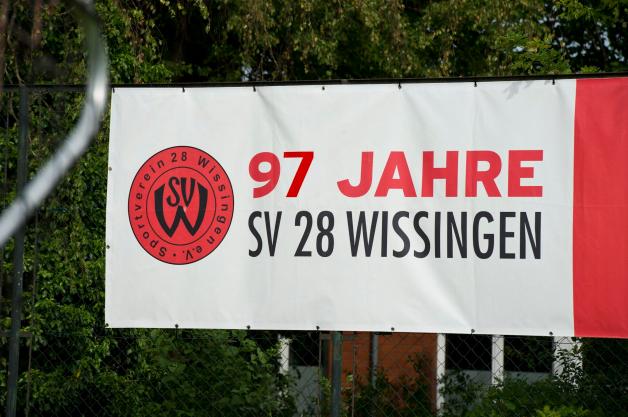 97 JAHRE
SV 28 WISSINGEN
Sportverein 28 Wissingen e.V.
SV
W